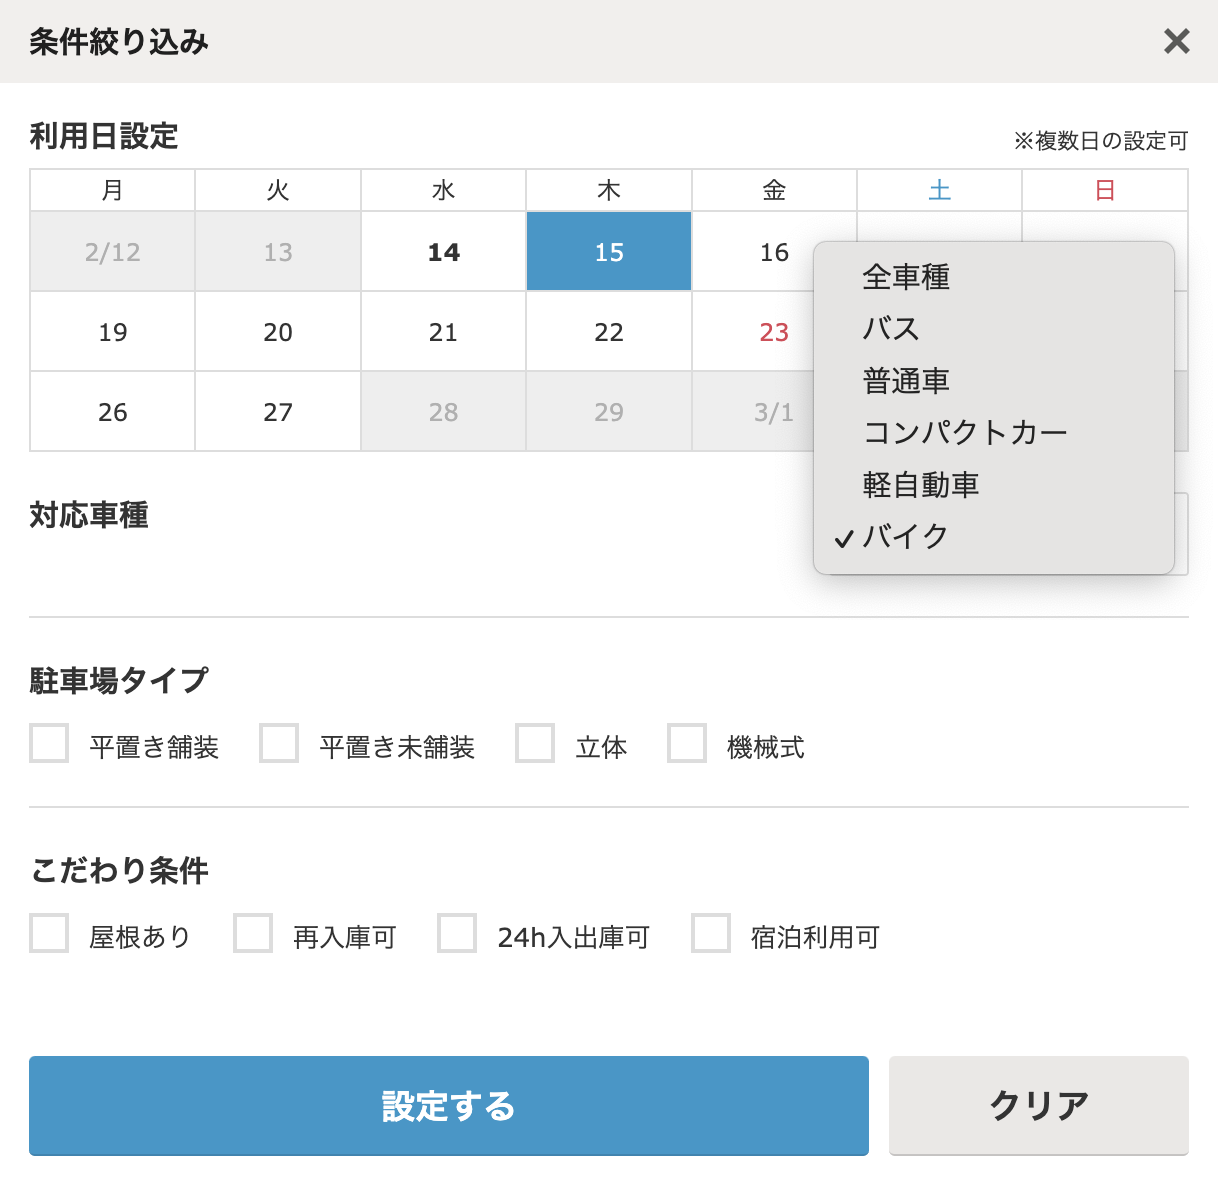 条件絞り込み ×
利用日設定 ※複数日の設定可
月 火 水 木 金 土 日
2/12 13 14 15 16
19 20 21 22 23
26 27 28 29 3/1
全車種
バス
普通車
コンパクトカー
軽自動車
✓ バイク
対応車種
駐車場タイプ
平置き舗装 平置き未舗装 立体 機械式
こだわり条件
屋根あり 再入庫可 24h入出庫可 宿泊利用可
設定する クリア